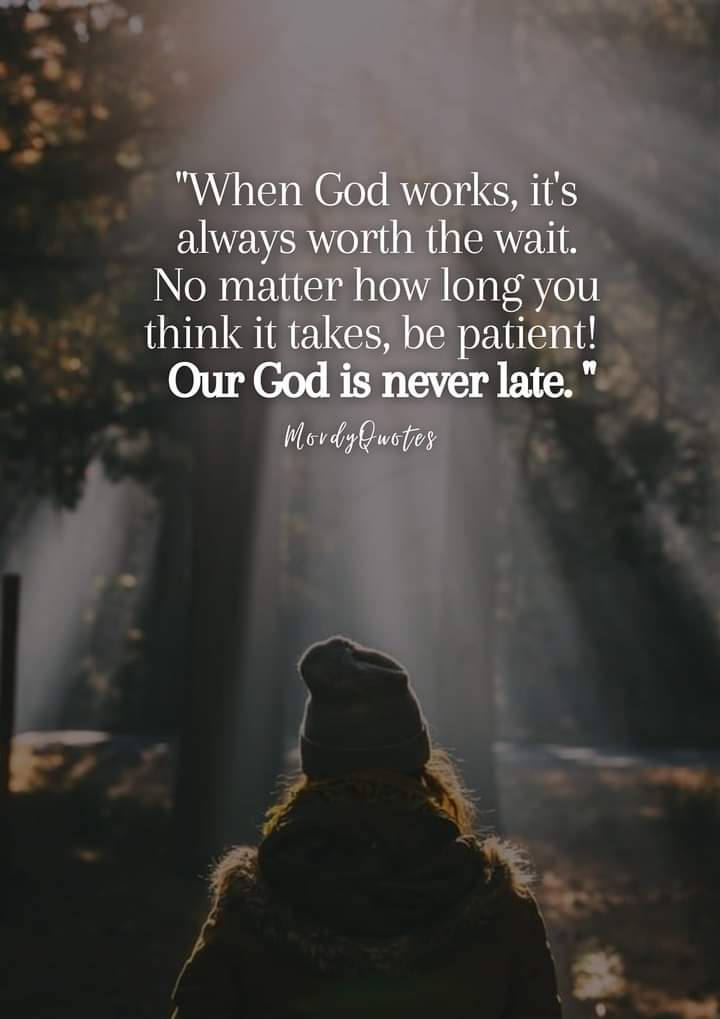 "When God works, it's
always worth the wait.
No matter how long you
think it takes, be patient!
Our God is never late. "
MordyQuotes